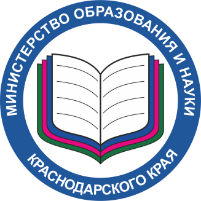 МИНИСТЕРСТВО ОБРАЗОВАНИЯ И НАУКИ
КРАСНОДАРСКОГО КРАЯ